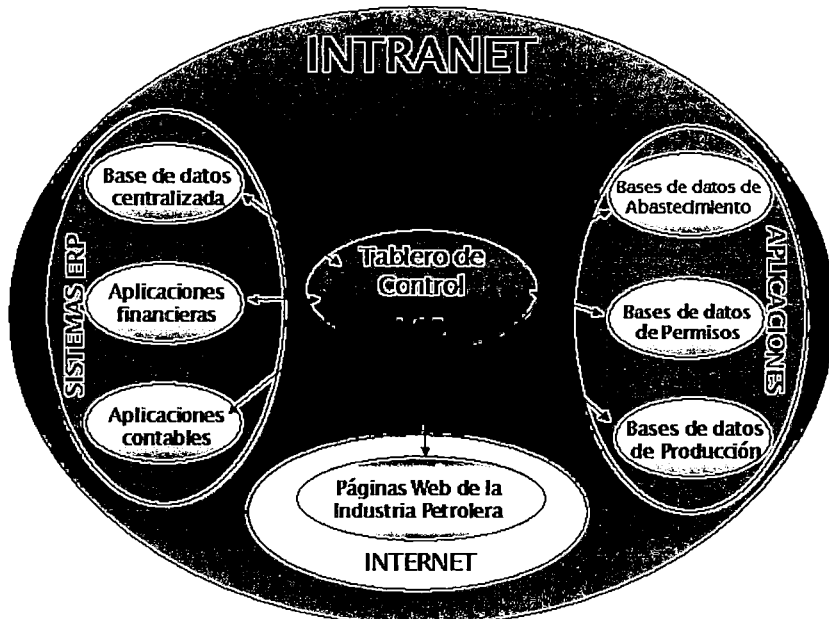 INTRANET
SISTEMAS ERP
Base de datos
centralizada
Aplicaciones
financieras
Aplicaciones
contables
Tablero de
Control
APLICACIONES
Bases de datos de
Abastecimiento
Bases de datos
de Permisos
Bases de datos
de Producción
Páginas Web de la
Industria Petrolera
INTERNET